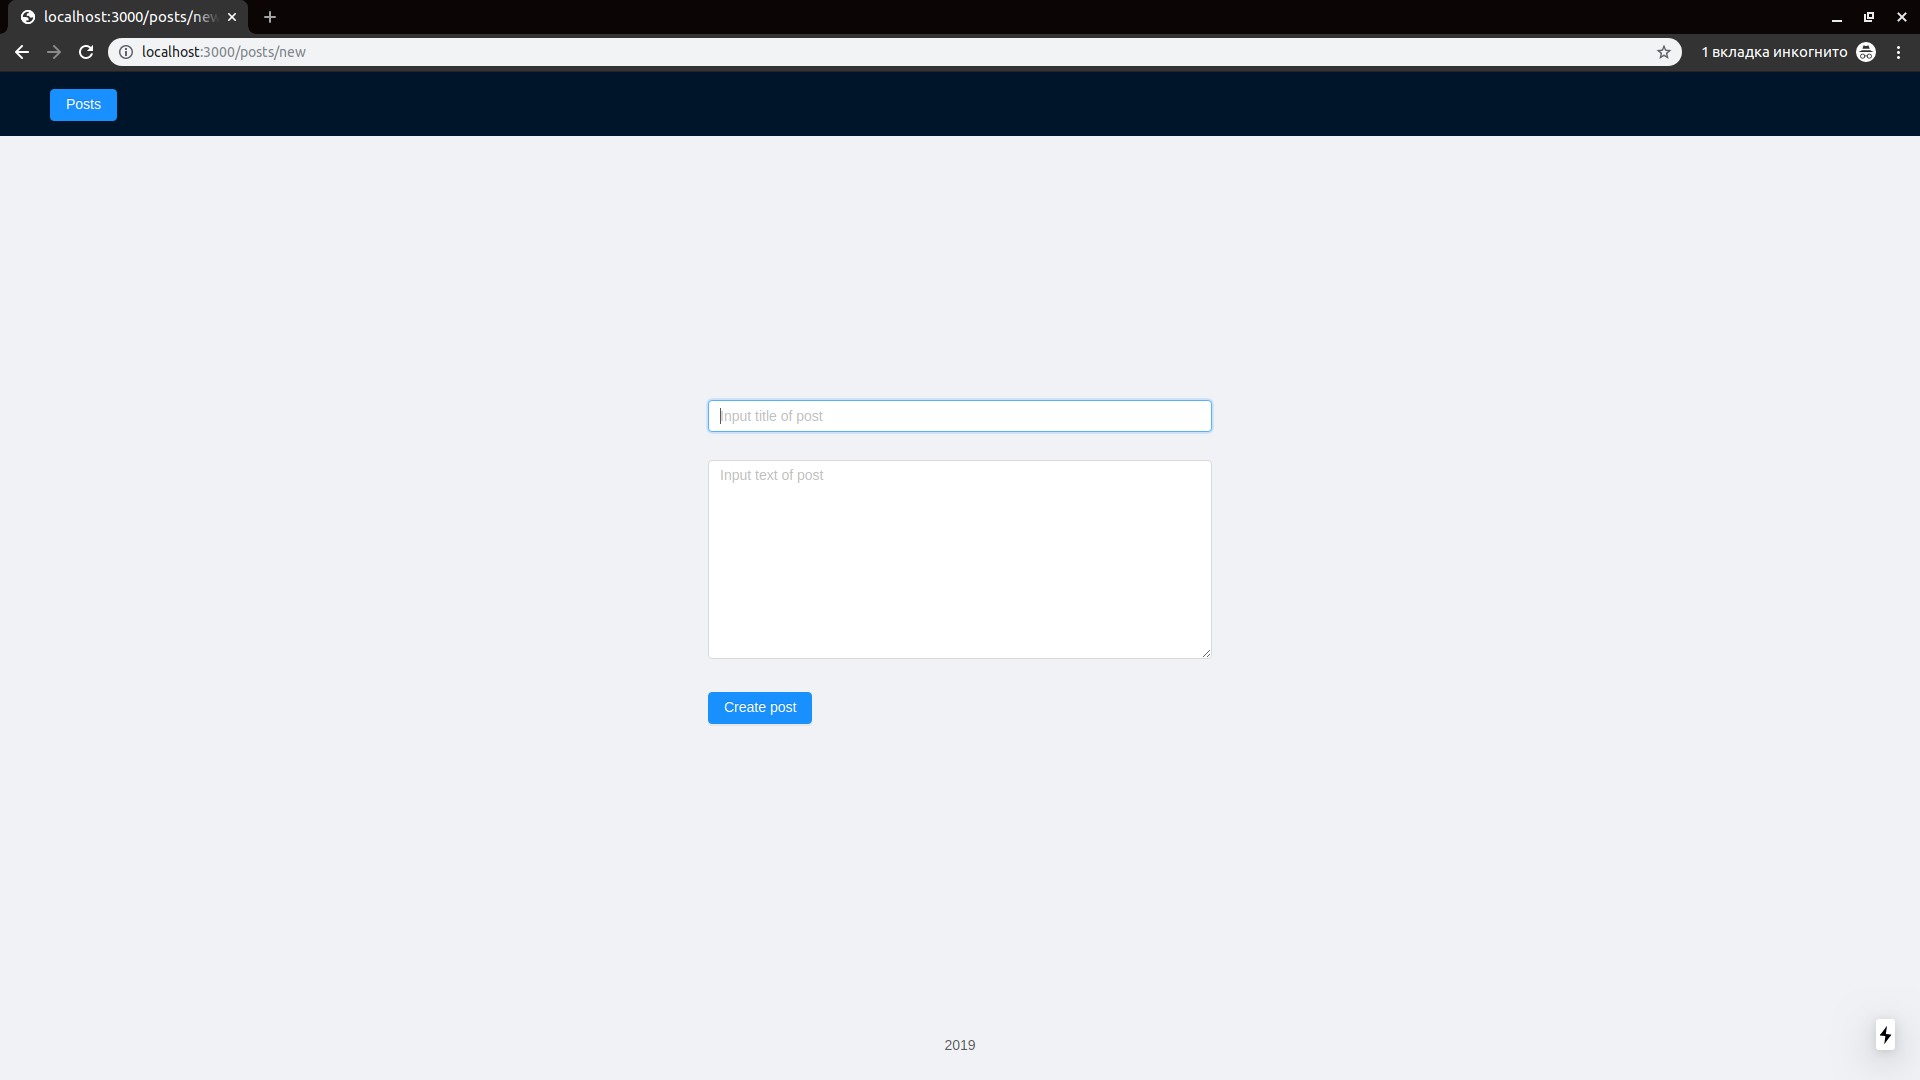 localhost:3000/posts/new
localhost:3000/posts/new
1 вкладка инкогнито
Posts
Input title of post
Input text of post
Create post
2019